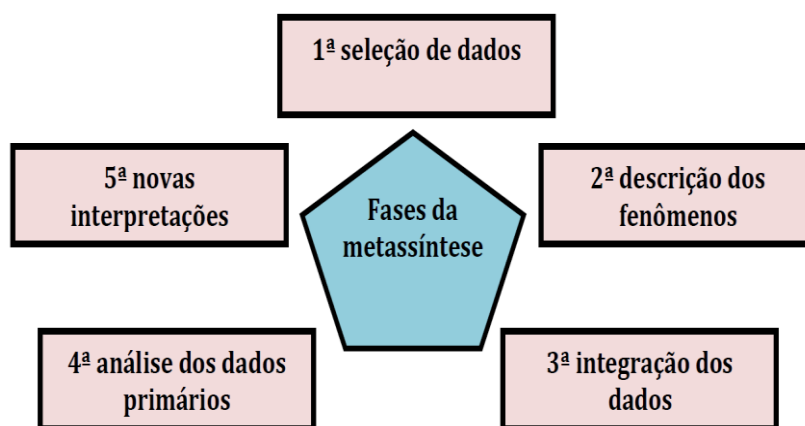 1ª seleção de dados
2ª descrição dos
fenômenos
3ª integração dos
dados
4ª análise dos dados
primários
5ª novas
interpretações
Fases da
metassíntese